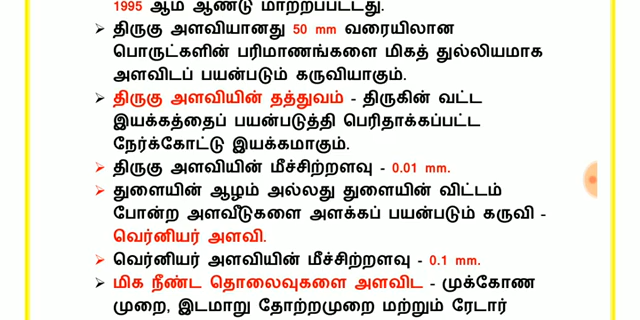 1995 ஆம் ஆண்டு மாற்றப்பட்டது.
➢ திருகு அளவியானது 50 mm வரையிலான
பொருட்களின் பரிமாணங்களை மிகத் துல்லியமாக
அளவிடப் பயன்படும் கருவியாகும்.
➢ திருகு அளவியின் தத்துவம் - திருகின் வட்ட
இயக்கத்தைப் பயன்படுத்தி பெரிதாக்கப்பட்ட
நேர்க்கோட்டு இயக்கமாகும்.
➢ திருகு அளவியின் மீச்சிற்றளவு - 0.01 mm.
➢ துளையின் ஆழம் அல்லது துளையின் விட்டம்
போன்ற அளவீடுகளை அளக்கப் பயன்படும் கருவி -
வெர்னியர் அளவி.
➢ வெர்னியர் அளவியின் மீச்சிற்றளவு - 0.1 mm.
➢ மிக நீண்ட தொலைவுகளை அளவிட - முக்கோண
முறை, இடமாறு தோற்றமுறை மற்றும் ரேடார்